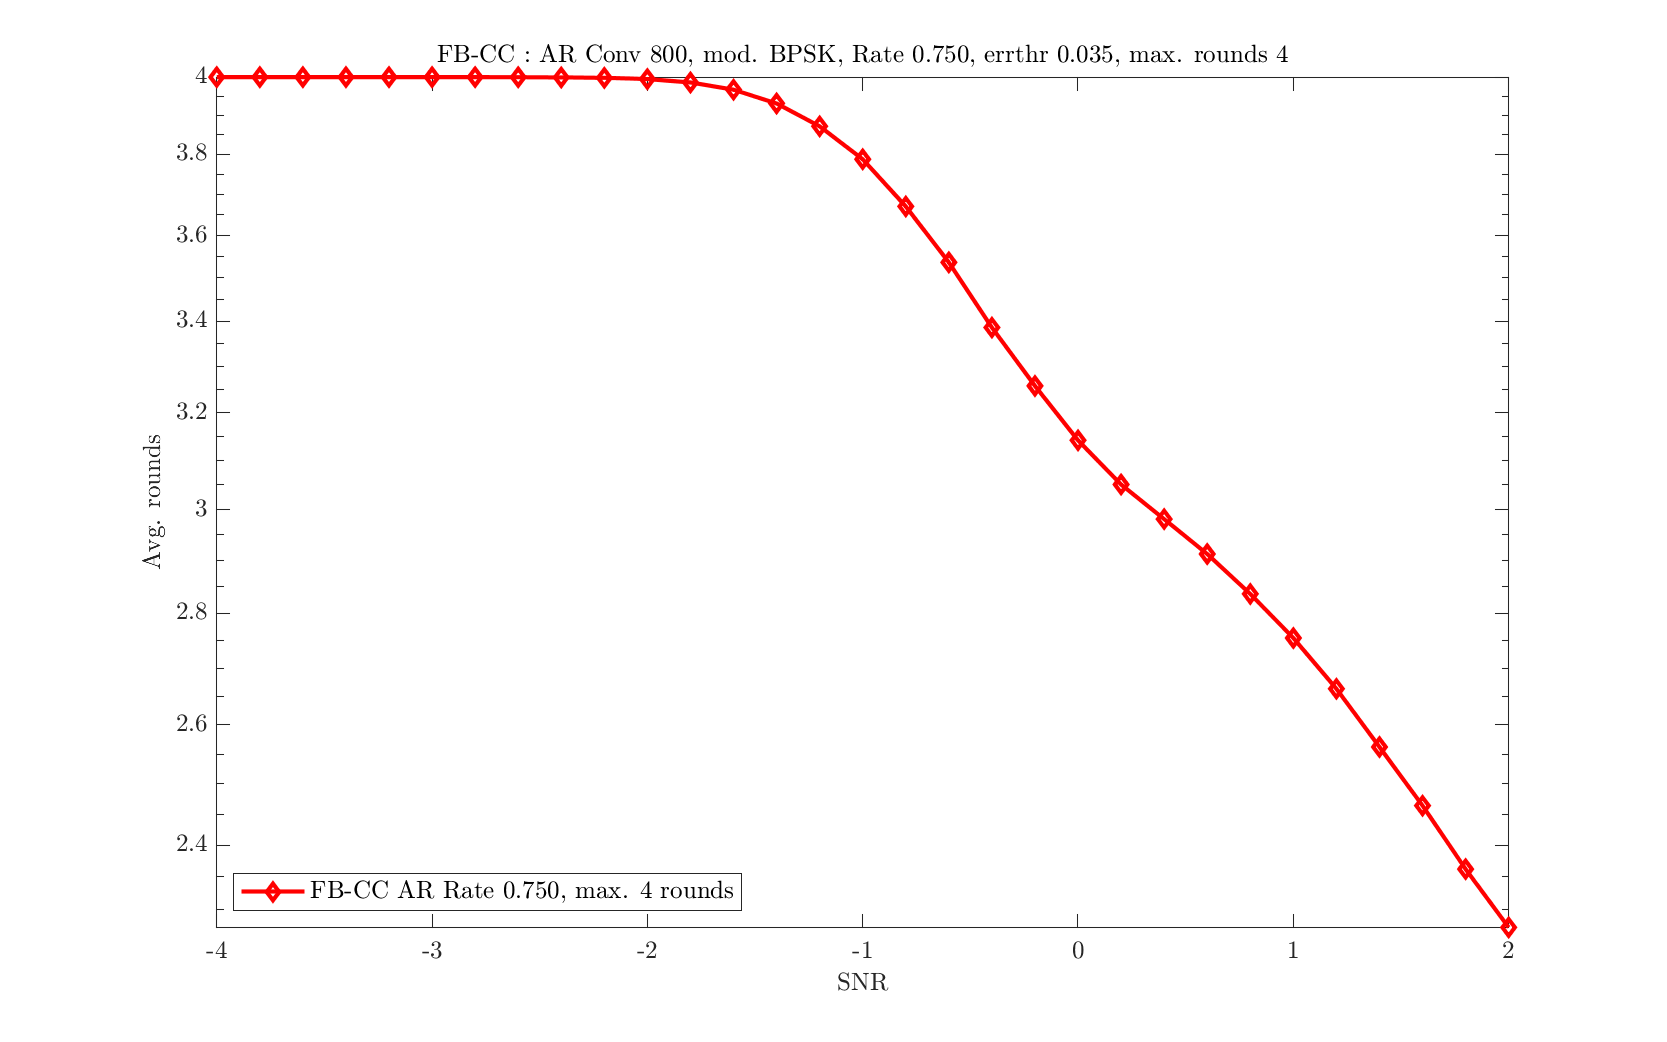 FB-CC : AR Conv 800, mod. BPSK, Rate 0.750, errthr 0.035, max. rounds 4
4
3.8
3.6
3.4
3.2
3
2.8
2.6
2.4
Avg. rounds
FB-CC AR Rate 0.750, max. 4 rounds
-4 -3 -2 -1 0 1 2
SNR